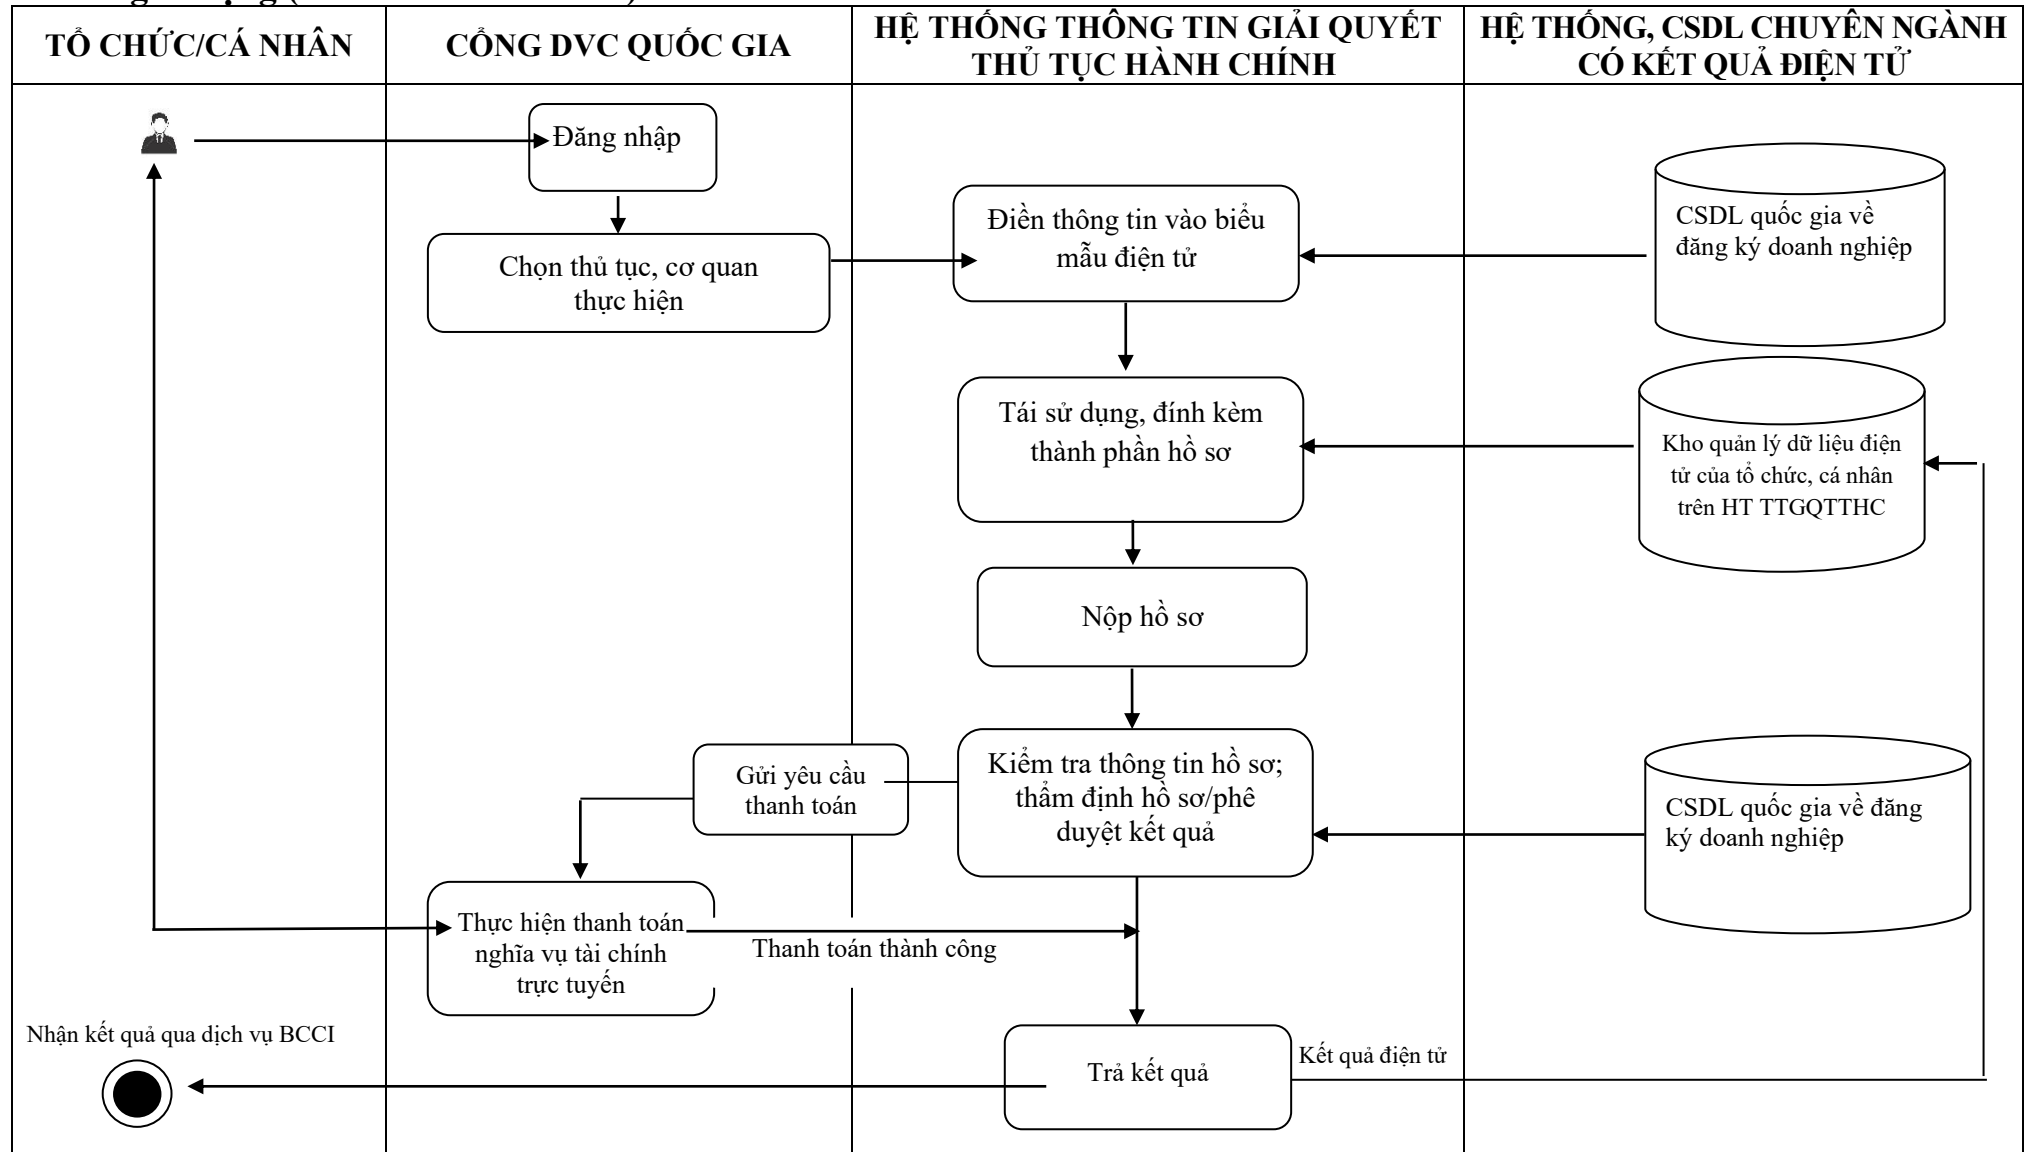 TỔ CHỨC/CÁ NHÂN
CỔNG DVC QUỐC GIA
HỆ THỐNG THÔNG TIN GIẢI QUYẾT
THỦ TỤC HÀNH CHÍNH
HỆ THỐNG, CSDL CHUYÊN NGÀNH
CÓ KẾT QUẢ ĐIỆN TỬ
Đăng nhập
Chọn thủ tục, cơ quan
thực hiện
Điền thông tin vào biểu
mẫu điện tử
CSDL quốc gia về
đăng ký doanh nghiệp
Tái sử dụng, đính kèm
thành phần hồ sơ
Kho quản lý dữ liệu điện
tử của tổ chức, cá nhân
trên HT TTGQTTHC
Nộp hồ sơ
Gửi yêu cầu
thanh toán
Kiểm tra thông tin hồ sơ;
thẩm định hồ sơ/phê
duyệt kết quả
CSDL quốc gia về đăng
ký doanh nghiệp
Thực hiện thanh toán
nghĩa vụ tài chính
trực tuyến
Thanh toán thành công
Nhận kết quả qua dịch vụ BCCI
Trả kết quả
Kết quả điện tử